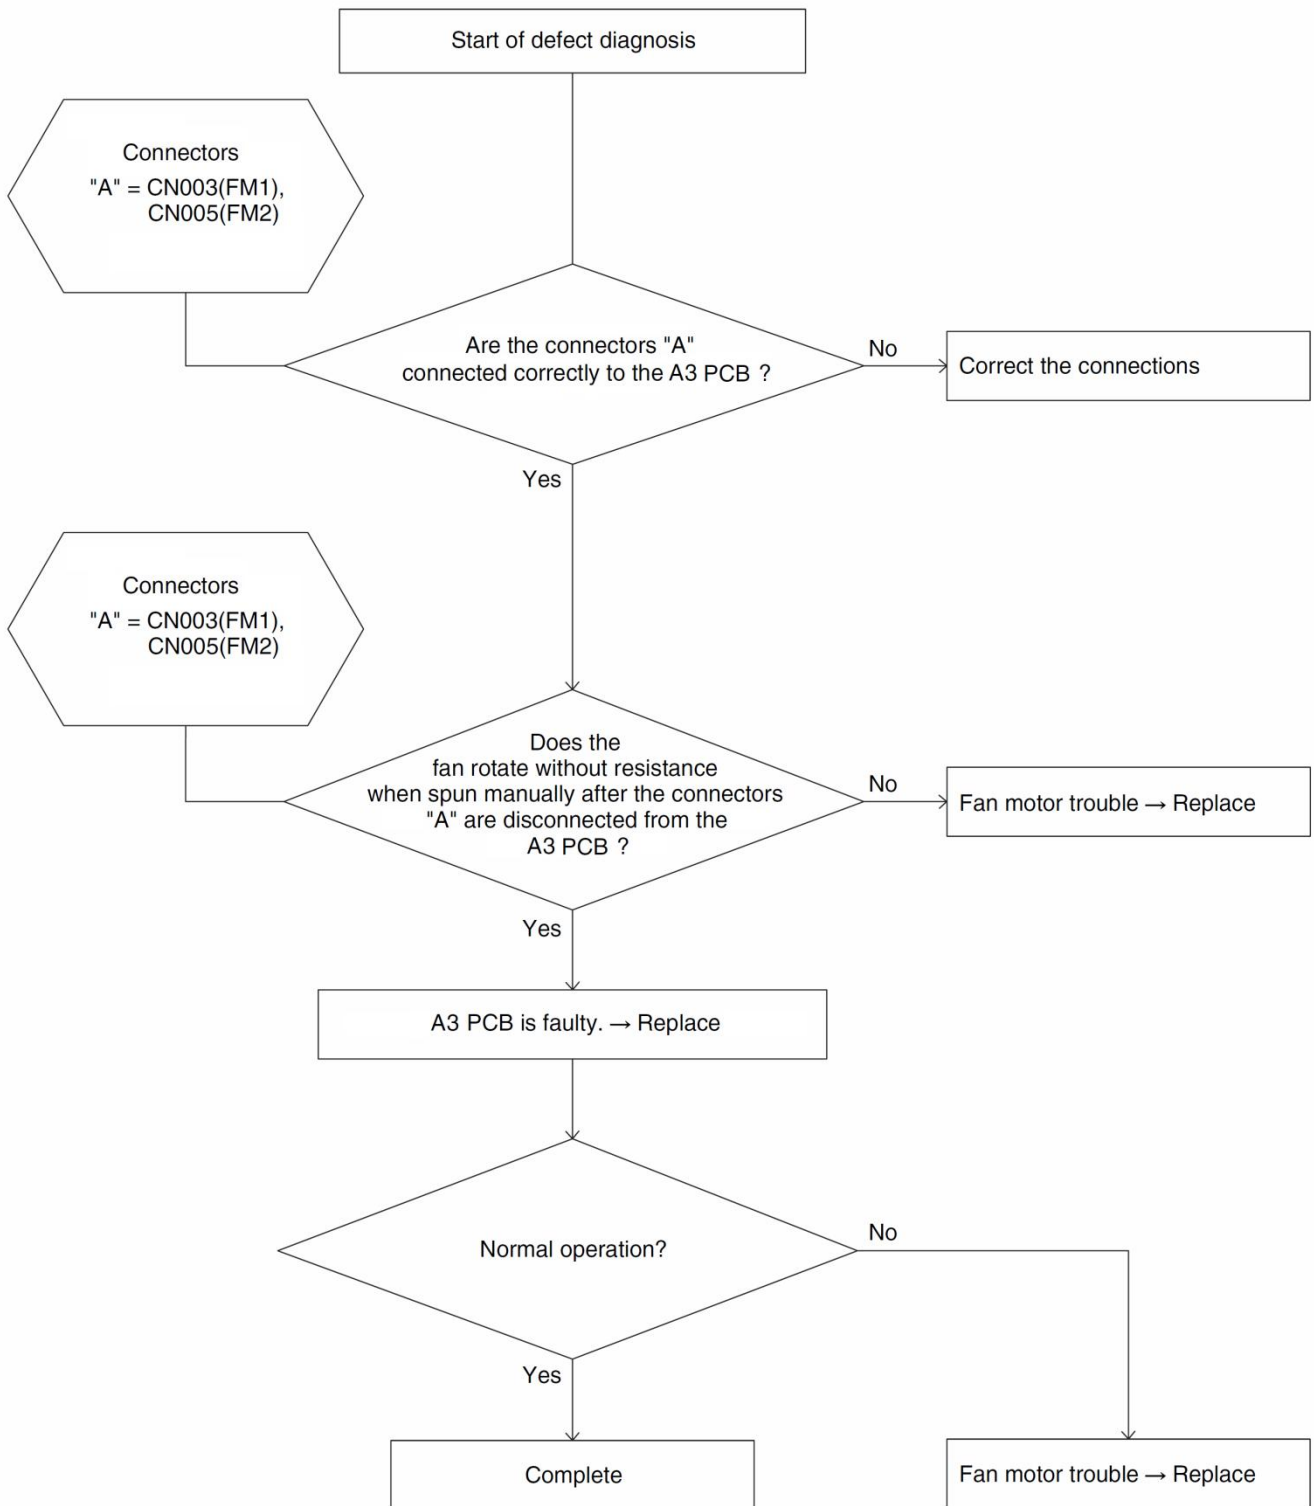 Start of defect diagnosis
Connectors
"A" = CN003(FM1),
CN005(FM2)
Are the connectors "A"
connected correctly to the A3 PCB ?
No
Correct the connections
Yes
Connectors
"A" = CN003(FM1),
CN005(FM2)
Does the
fan rotate without resistance
when spun manually after the connectors
"A" are disconnected from the
A3 PCB ?
No
Fan motor trouble → Replace
Yes
A3 PCB is faulty. → Replace
Normal operation?
No
Yes
Complete
Fan motor trouble → Replace